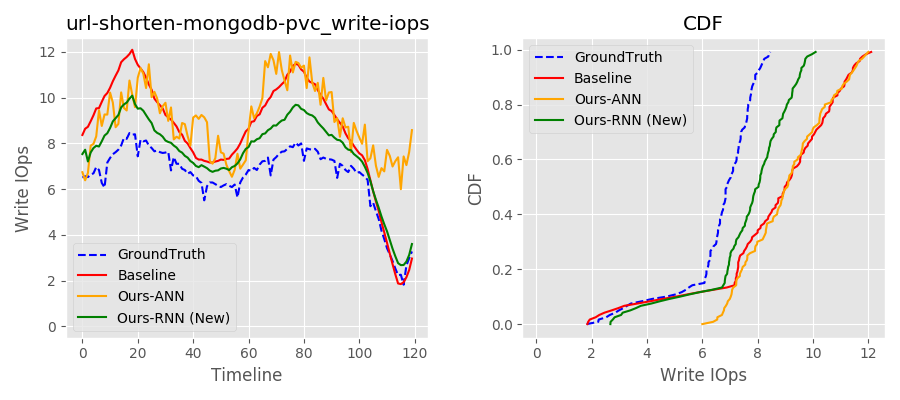 url-shorten-mongodb-pvc_write-iops
12
10
8
6
4
2
0
Write IOps
GroundTruth
Baseline
Ours-ANN
Ours-RNN (New)
0 20 40 60 80 100 120
Timeline
CDF
1.0
0.8
0.6
0.4
0.2
0.0
CDF
GroundTruth
Baseline
Ours-ANN
Ours-RNN (New)
0 2 4 6 8 10 12
Write IOps